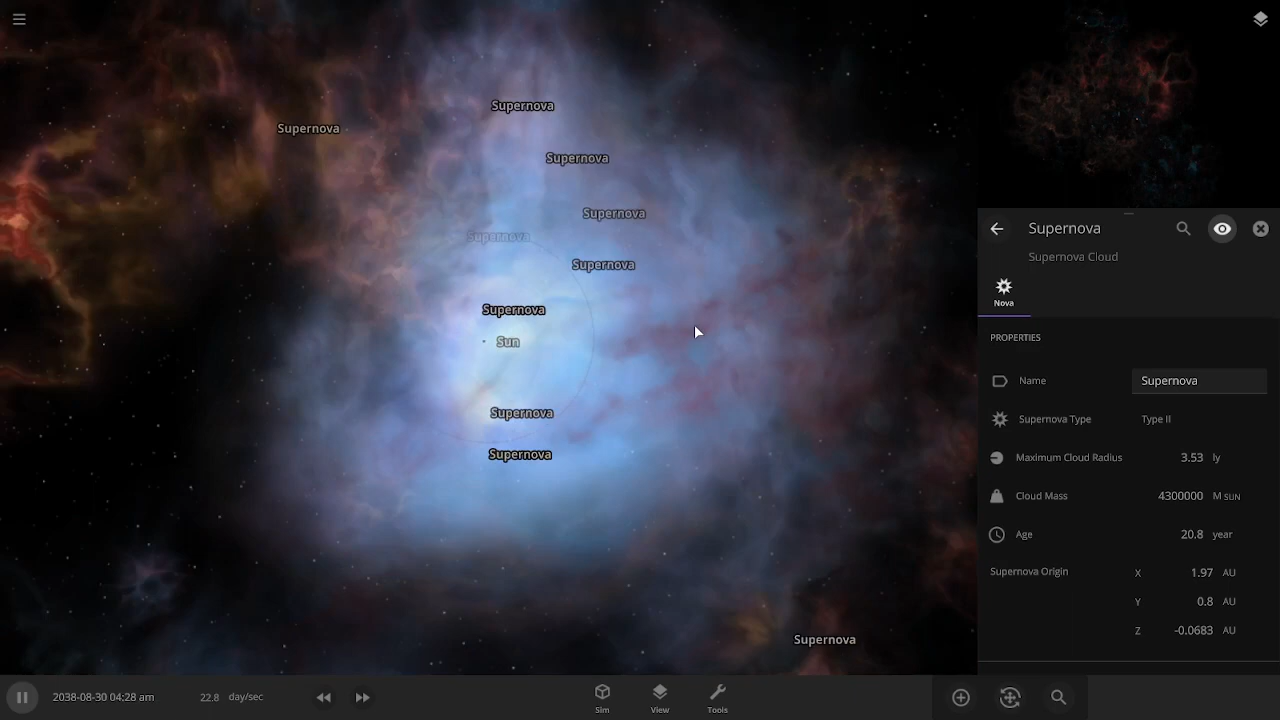 Supernova
Supernova
Supernova
Supernova
Supernova
Supernova
Supernova
Sun
Supernova
Supernova
Supernova
Supernova
Supernova Cloud
Nova
PROPERTIES
Name Supernova
Supernova Type Type II
Maximum Cloud Radius 3.53 ly
Cloud Mass 4300000 M SUN
Age 20.8 year
Supernova Origin X 1.97 AU
Y 0.8 AU
Z -0.0683 AU
2038-08-30 04:28 am 22.8 day/sec
Sim View Tools